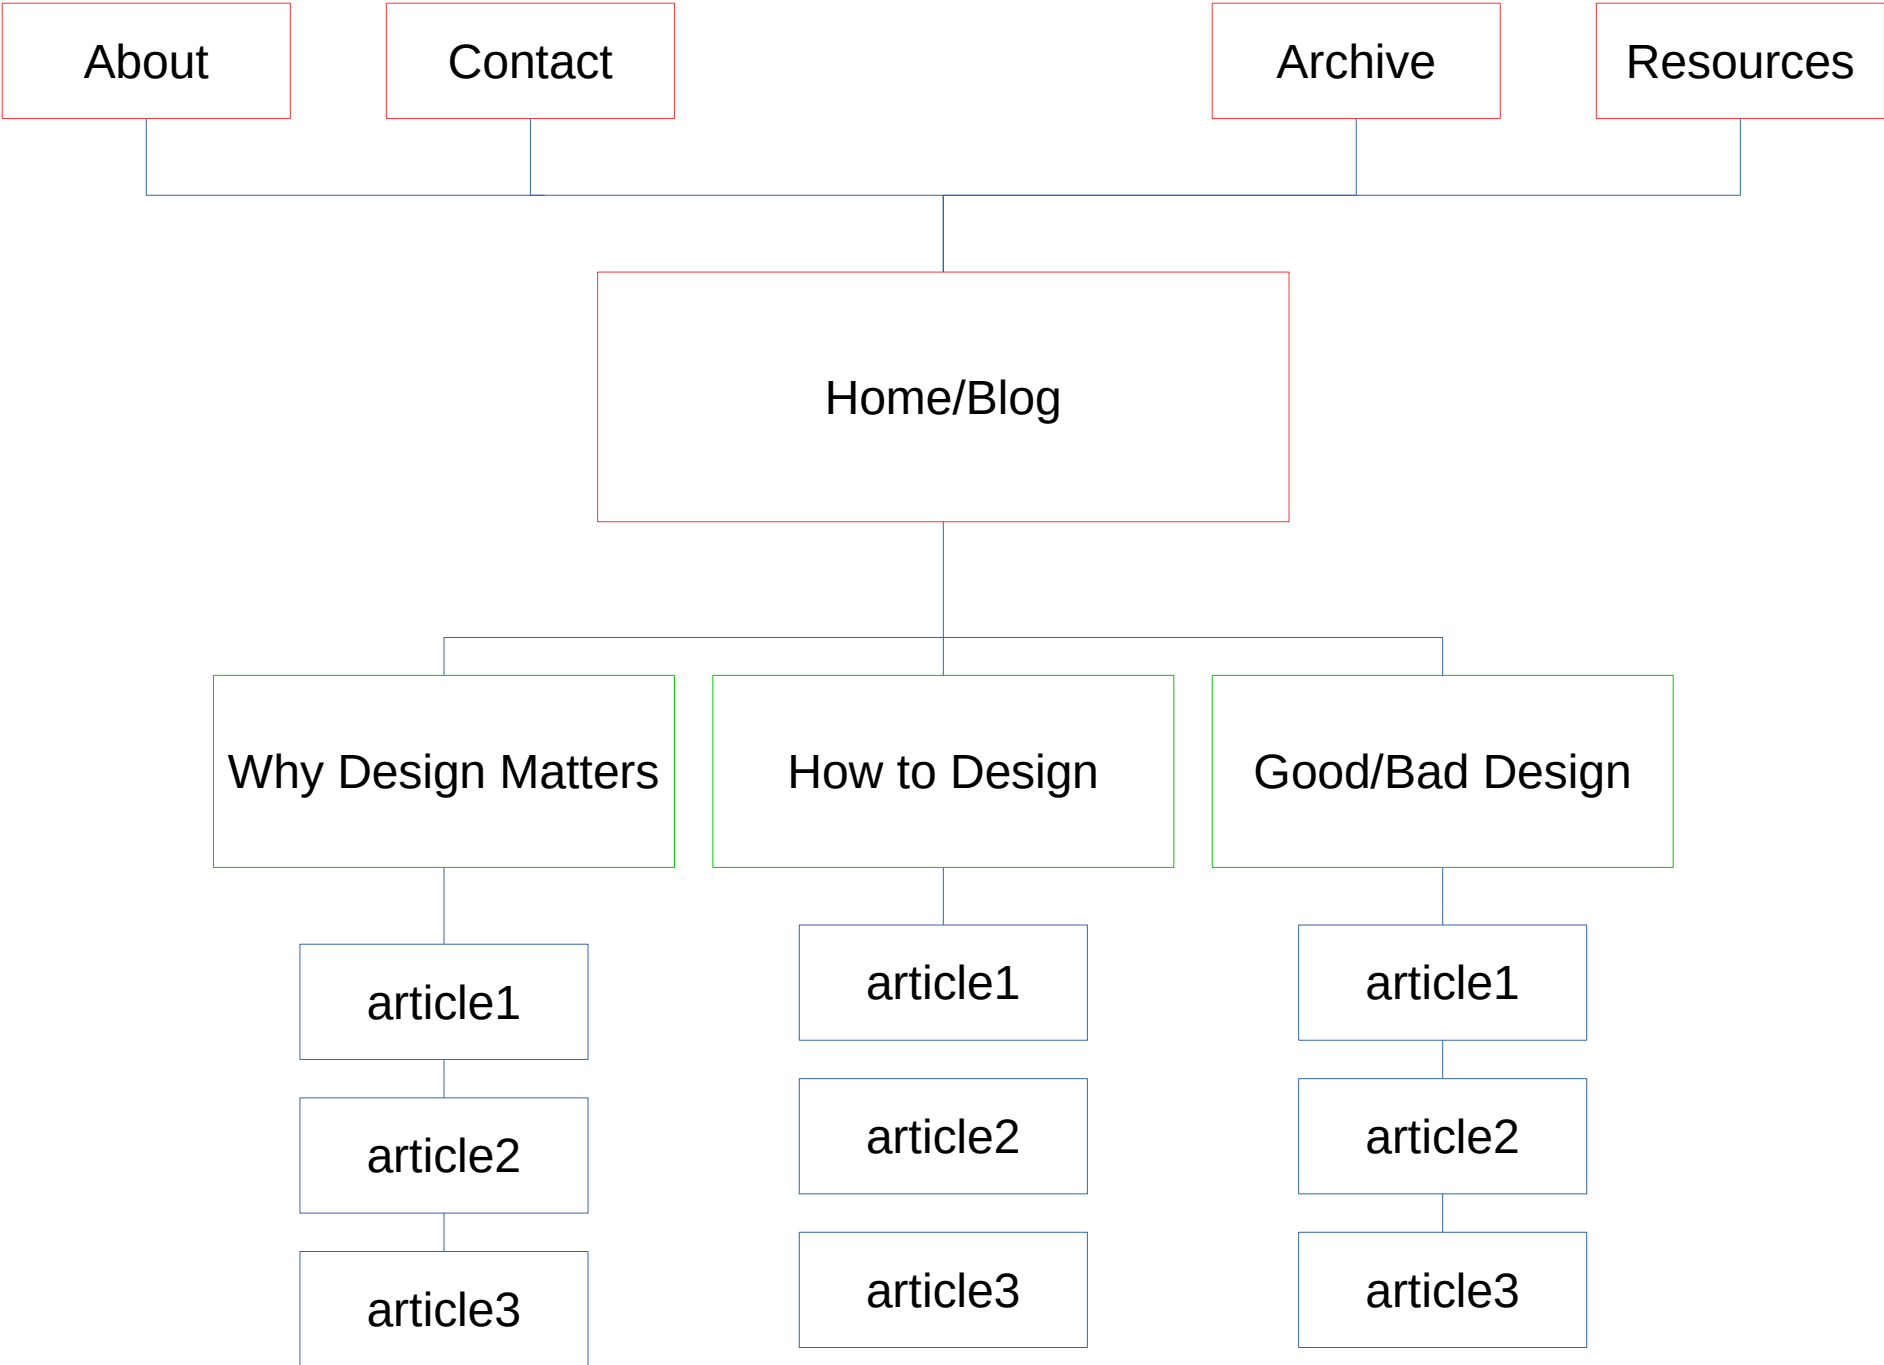 About
Contact
Archive
Resources
Home/Blog
Why Design Matters
How to Design
Good/Bad Design
article1
article1
article1
article2
article2
article2
article3
article3
article3